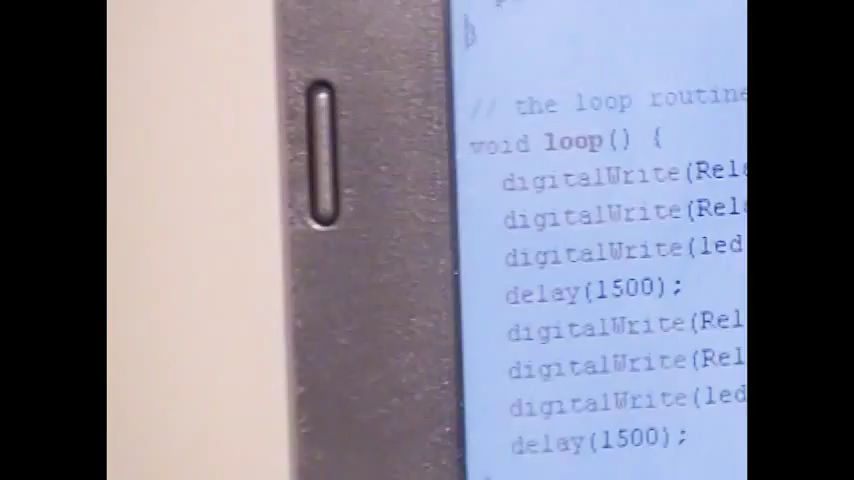 }
// the loop routine
void loop() {
digitalWrite(Rel
digitalWrite(Rel
digitalWrite(led
delay(1500);
digitalWrite(Rel
digitalWrite(Rel
digitalWrite(led
delay(1500);